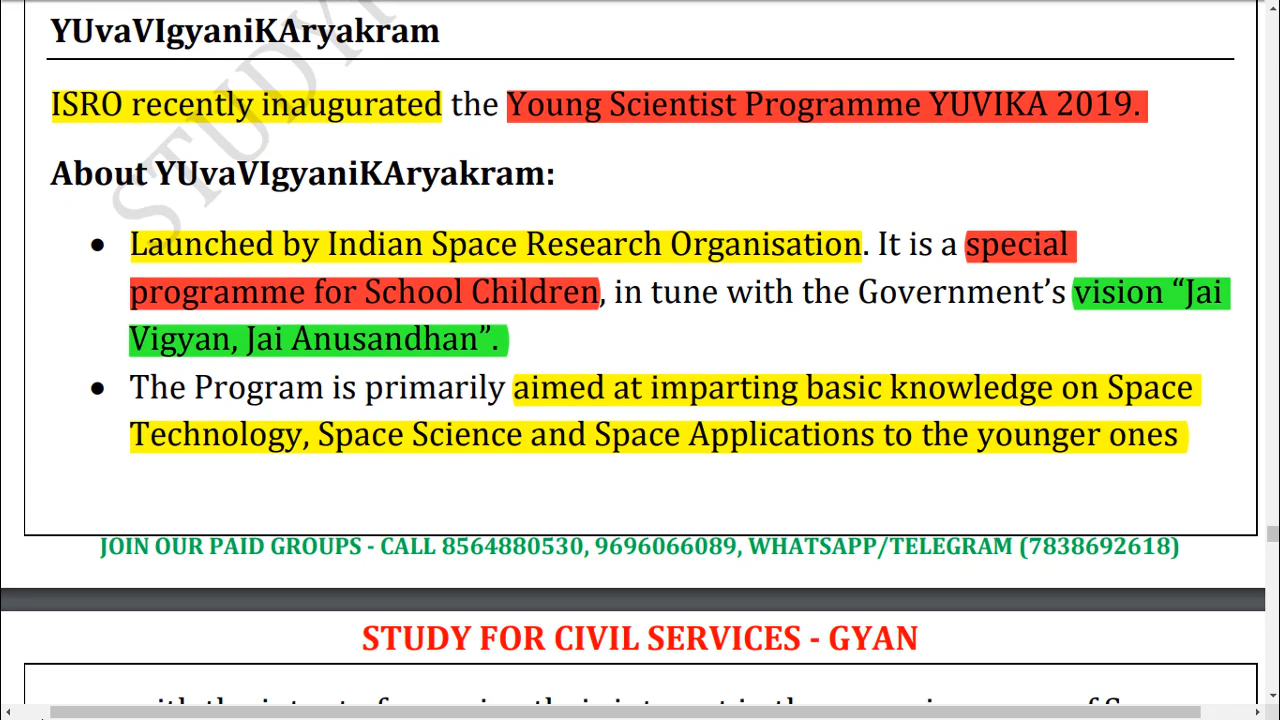 YUvaVIgyaniKAryakram
ISRO recently inaugurated the Young Scientist Programme YUVIKA 2019.
About YUvaVIgyaniKAryakram:
• Launched by Indian Space Research Organisation. It is a special
programme for School Children, in tune with the Government’s vision “Jai
Vigyan, Jai Anusandhan”.
• The Program is primarily aimed at imparting basic knowledge on Space
Technology, Space Science and Space Applications to the younger ones
JOIN OUR PAID GROUPS - CALL 8564880530, 9696066089, WHATSAPP/TELEGRAM (7838692618)
STUDY FOR CIVIL SERVICES - GYAN